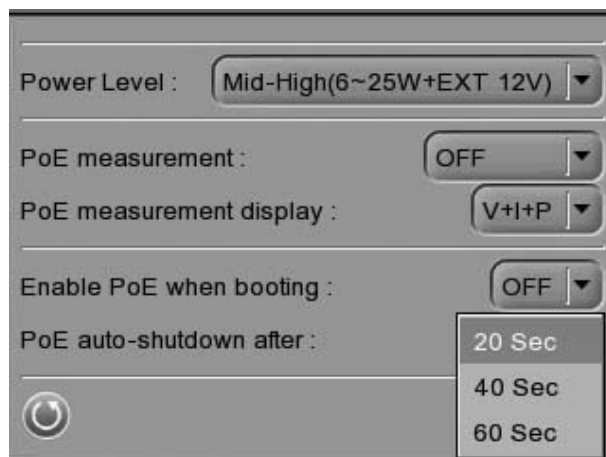 Power Level : Mid-High(6~25W+EXT 12V)
PoE measurement : OFF
PoE measurement display : V+I+P
Enable PoE when booting : OFF
PoE auto-shutdown after : 20 Sec
40 Sec
60 Sec